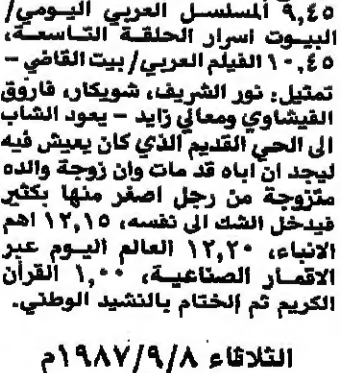 ٩,٤٥ ألمسلسل العربي اليومي/
البيوت اسرار الحلقة التاسعة،
١٠,٤٥ الفيلم العربي/ بيت القاضي –
تمثيل: نور الشريف، شويكار، فاروق
الفيشاوي ومعالي زايد – يعود الشاب
الى الحي القديم الذي كان يعيش فيه
ليجد ان اباه قد مات وان زوجة والده
متزوجة من رجل اصغر منها بكثير
فيدخل الشك الى نفسه، ١٢,١٥ اهم
الانباء، ١٢,٢٠ العالم اليوم عبر
الاقمار الصناعية، ١,٠٠ القرأن
الكريم ثم الختام بالنشيد الوطني.
الثلاثاء ١٩٨٧/٩/٨م